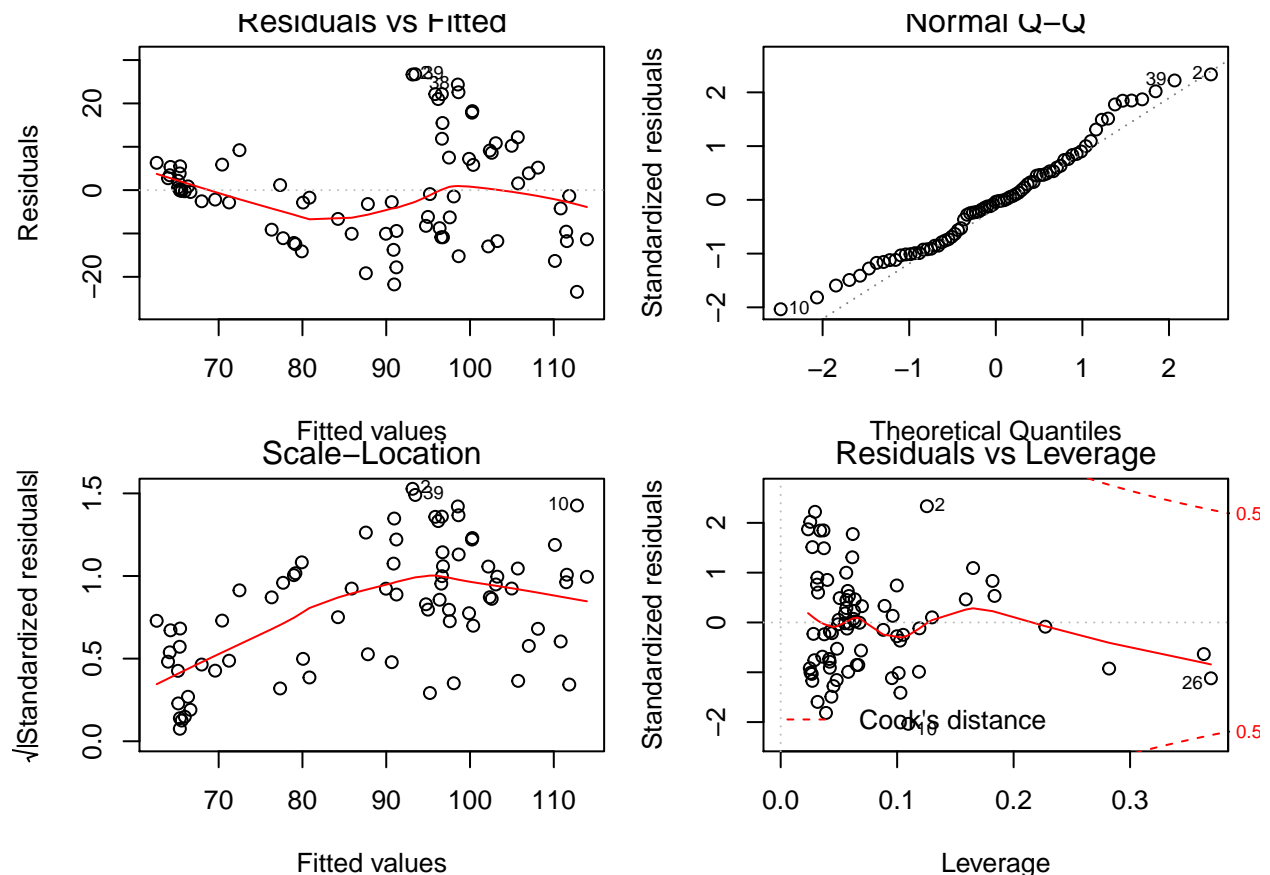 Residuals vs Fitted
Residuals
20
0
−20
39
38
70 80 90 100 110
Fitted values
Normal Q−Q
Standardized residuals
2
1
0
−1
−2
39
2
10
−2 −1 0 1 2
Theoretical Quantiles
Scale−Location
√|Standardized residuals|
1.5
1.0
0.5
0.0
2
39
10
70 80 90 100 110
Fitted values
Residuals vs Leverage
Standardized residuals
2
0
−2
2
0.5
26
Cook's distance
10
0.5
0.0 0.1 0.2 0.3
Leverage